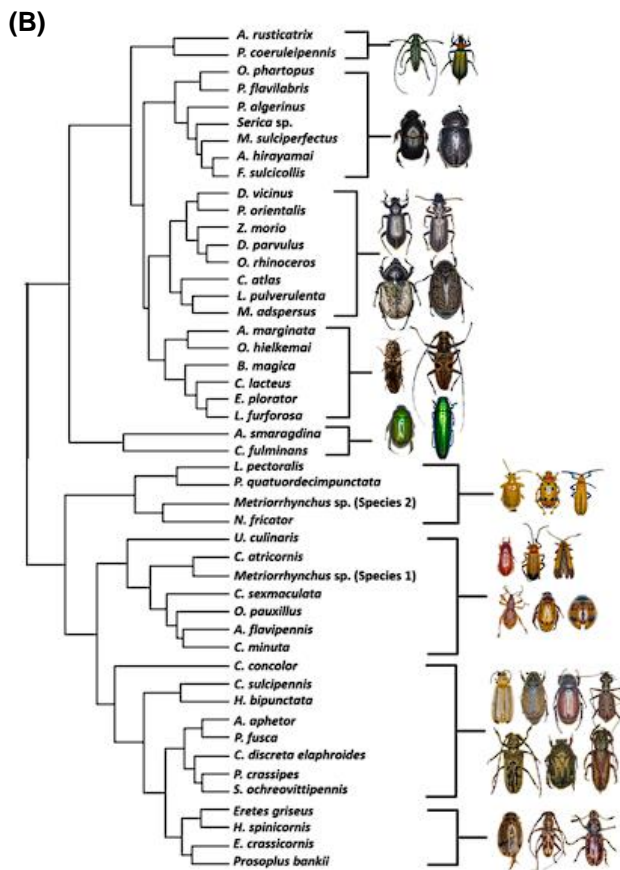 (B)
A. rusticatrix
P. coeruleipennis
O. phartopus
P. flavilabris
P. algerinus
Serica sp.
M. sulciperfectus
A. hirayamai
F. sulcicollis
D. vicinus
P. orientalis
Z. morio
D. parvulus
O. rhinoceros
C. atlas
L. pulverulenta
M. adspersus
A. marginata
O. hielkemai
B. magica
C. lacteus
E. plorator
L. furforosa
A. smaragdina
C. fulminans
L. pectoralis
P. quatuordecimpunctata
Metriorrhynchus sp. (Species 2)
N. fricator
U. culinaris
C. atricornis
Metriorrhynchus sp. (Species 1)
C. sexmaculata
O. pauxillus
A. flavipennis
C. minuta
C. concolor
C. sulcipennis
H. bipunctata
A. aphetor
P. fusca
C. discreta elaphroides
P. crassipes
S. ochreovittipennis
Eretes griseus
H. spinicornis
E. crassicornis
Prosoplus bankii